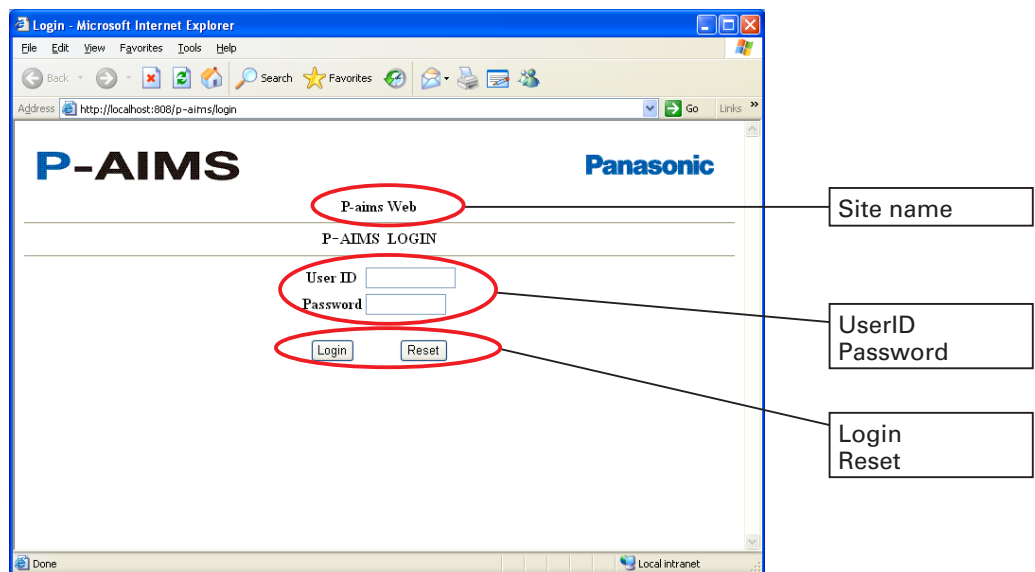 Login - Microsoft Internet Explorer
File Edit View Favorites Tools Help
Back Search Favorites
Address http://localhost:808/p-aims/login Go Links »
P-AIMS Panasonic
P-aims Web
Site name
P-AIMS LOGIN
User ID
Password
UserID
Password
Login Reset
Login
Reset
Done Local intranet